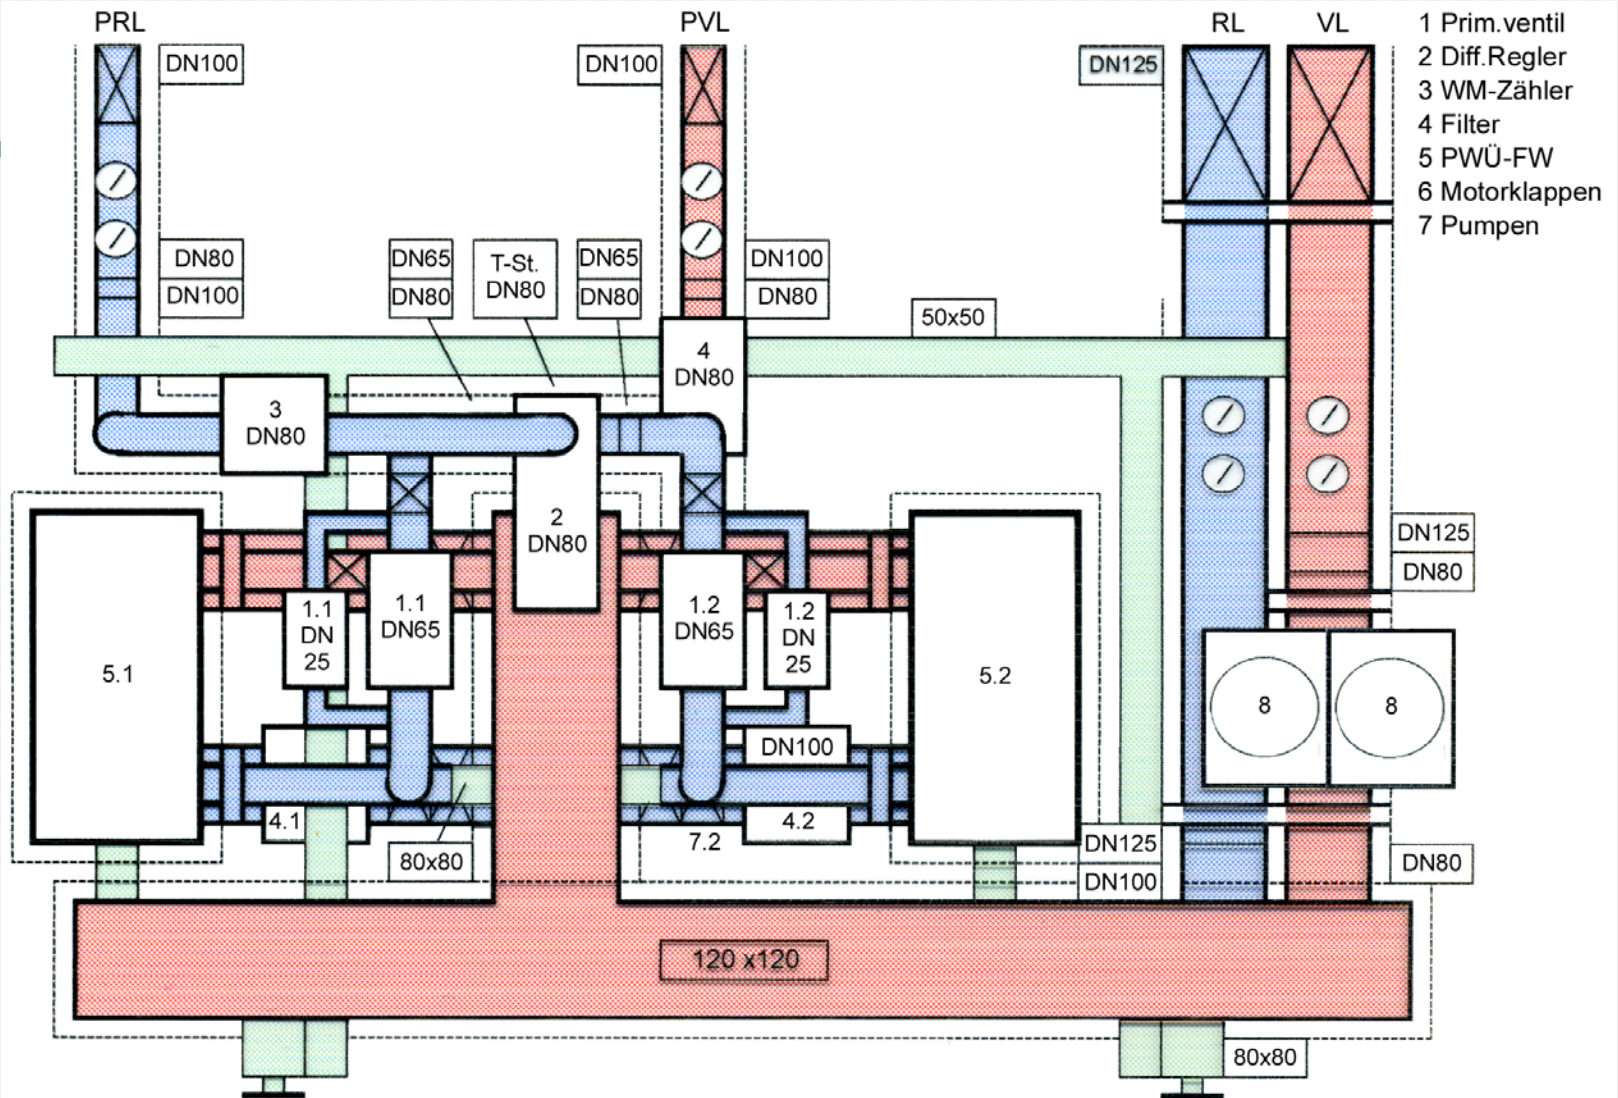 PRL
PVL
RL
VL
1 Prim.ventil
2 Diff.Regler
3 WM-Zähler
4 Filter
5 PWÜ-FW
6 Motorklappen
7 Pumpen
DN100
DN100
DN125
DN80
DN100
DN65
DN80
T-St.
DN80
DN65
DN80
DN100
DN80
50x50
4
DN80
3
DN80
2
DN80
DN125
DN80
5.1
1.1
DN
25
1.1
DN65
1.2
DN65
1.2
DN
25
5.2
8
8
DN100
4.1
80x80
7.2
4.2
DN125
DN100
DN80
120 x120
80x80